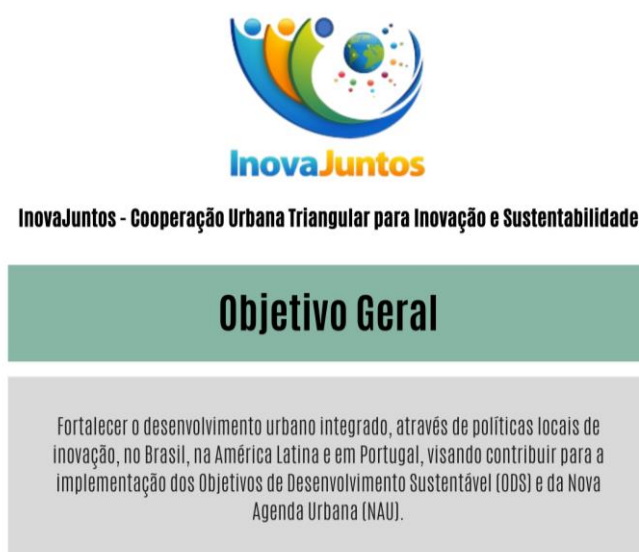 InovaJuntos
InovaJuntos - Cooperação Urbana Triangular para Inovação e Sustentabilidade
Objetivo Geral
Fortalecer o desenvolvimento urbano integrado, através de políticas locais de
inovação, no Brasil, na América Latina e em Portugal, visando contribuir para a
implementação dos Objetivos de Desenvolvimento Sustentável (ODS) e da Nova
Agenda Urbana (NAU).